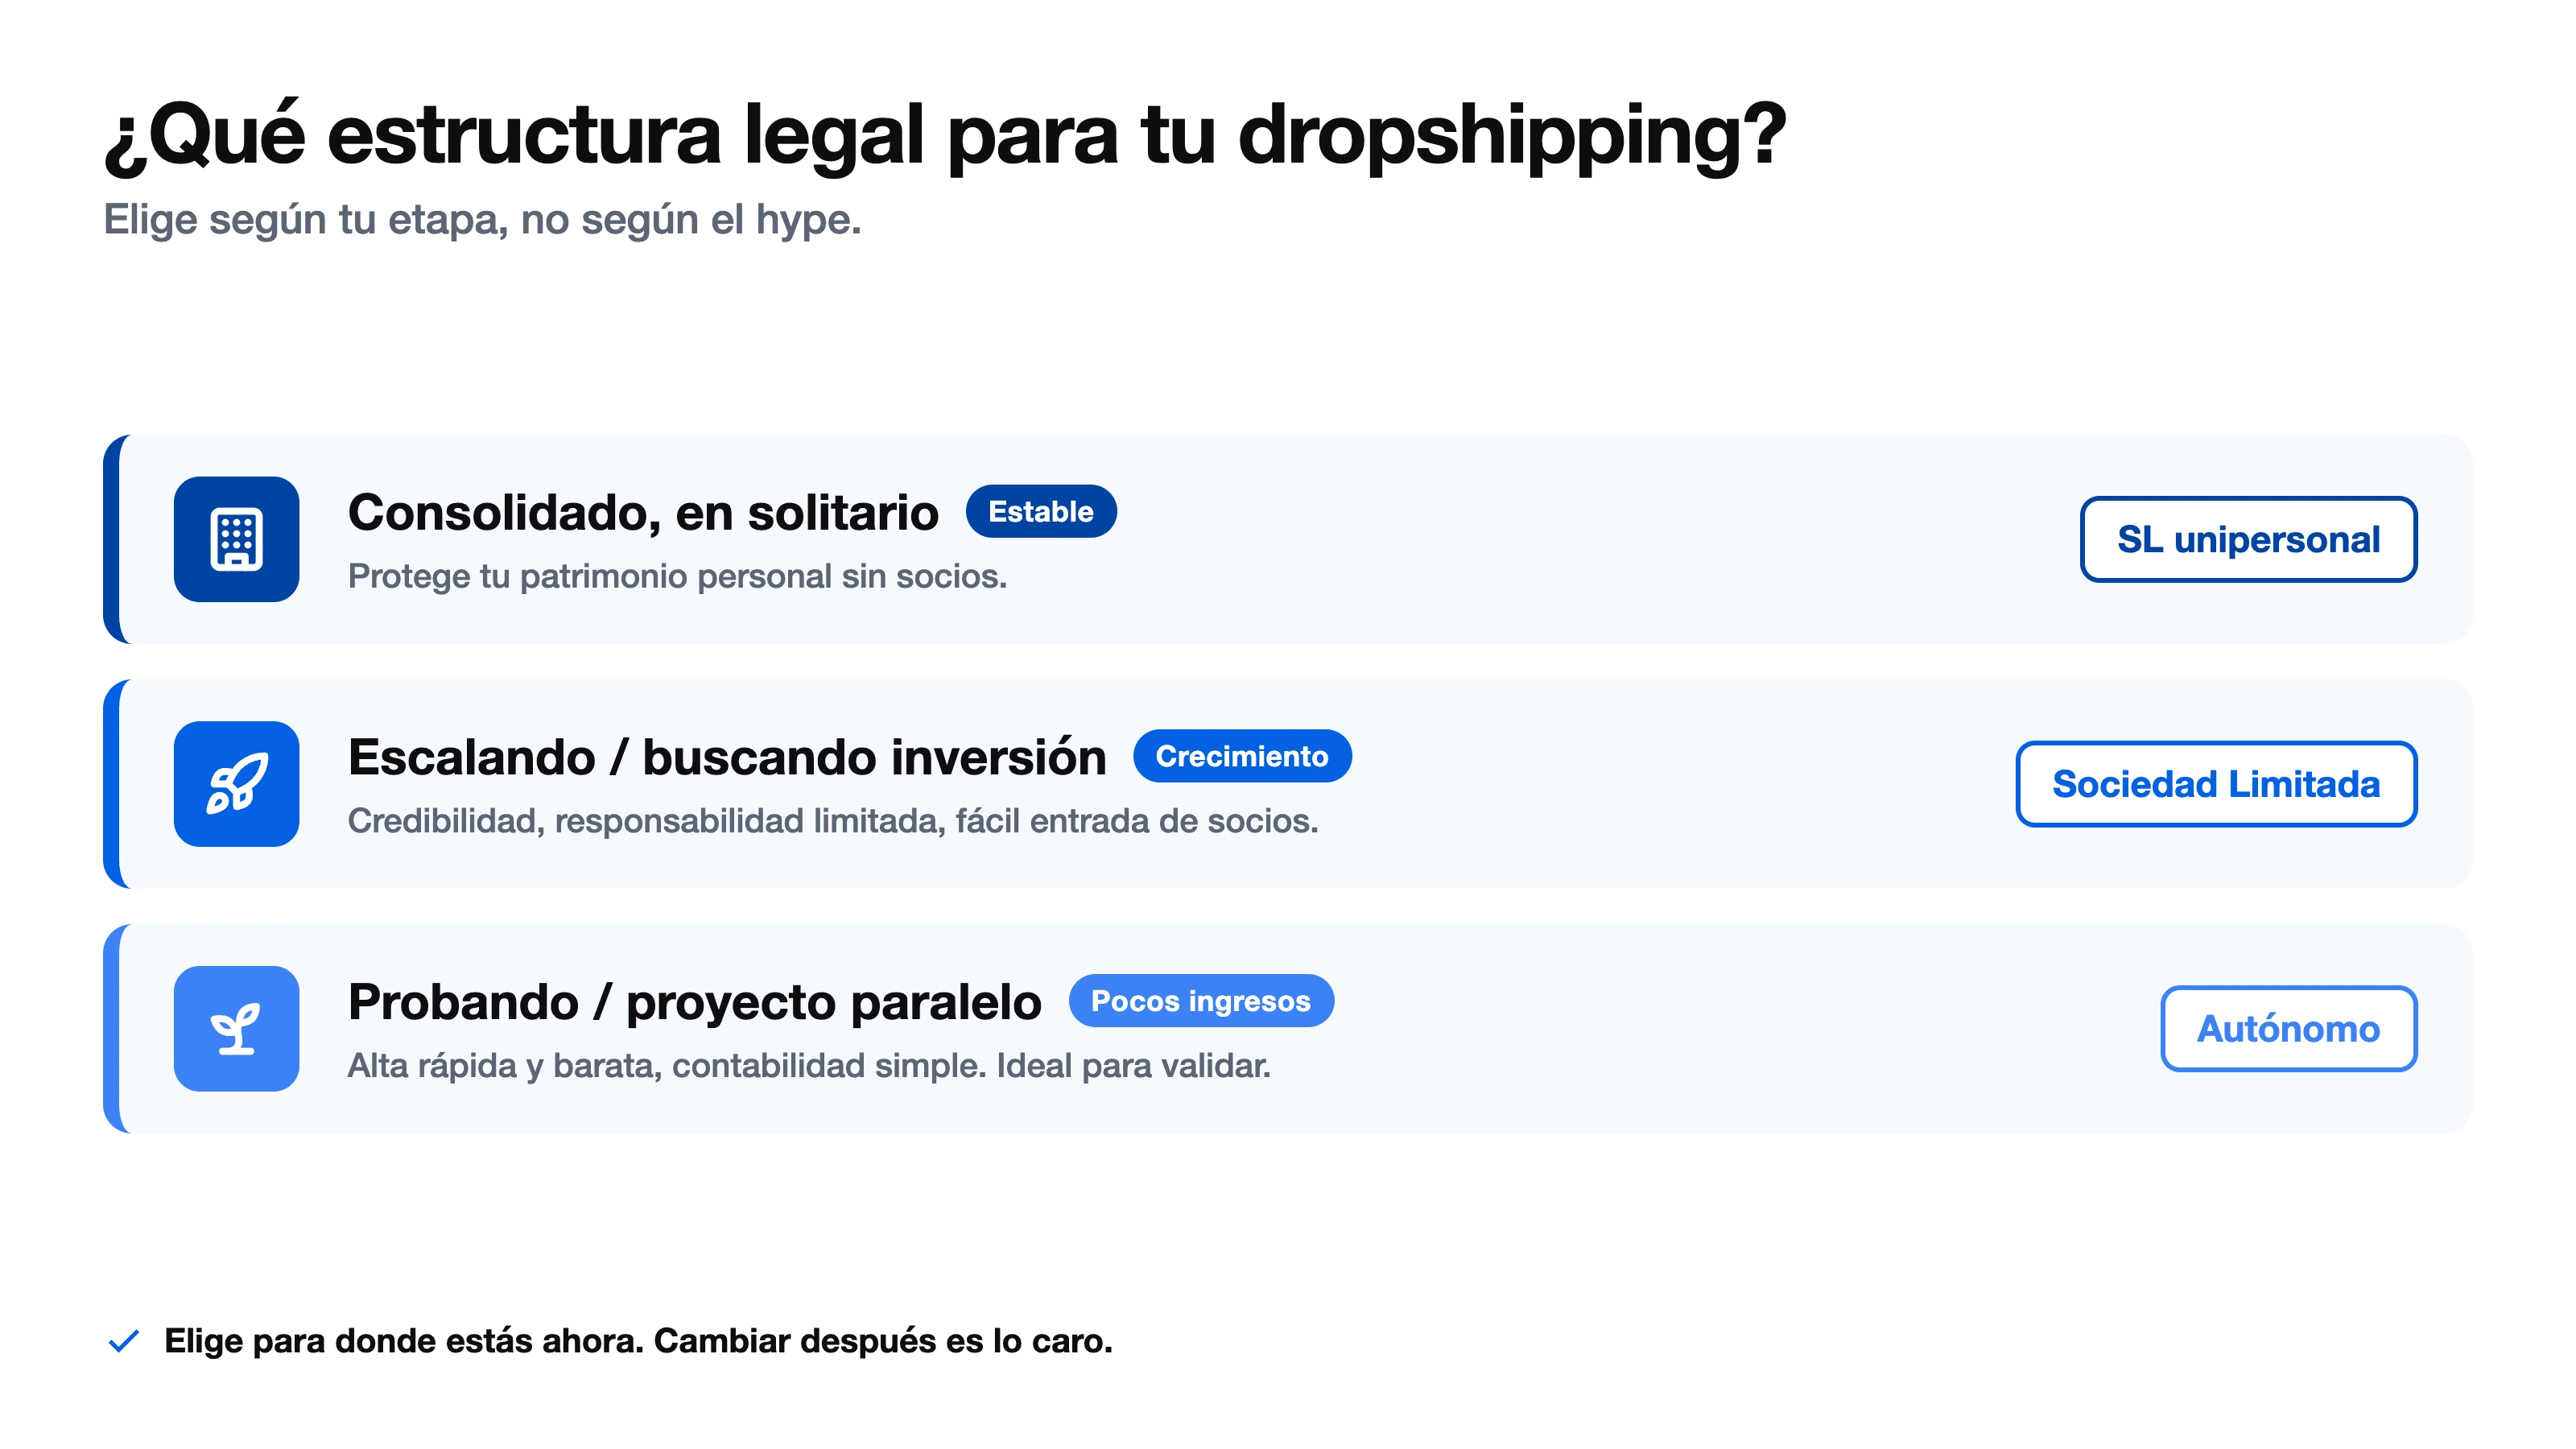 ¿Qué estructura legal para tu dropshipping?
Elige según tu etapa, no según el hype.
Consolidado, en solitario
Estable
Protege tu patrimonio personal sin socios.
SL unipersonal
Escalando / buscando inversión
Crecimiento
Credibilidad, responsabilidad limitada, fácil entrada de socios.
Sociedad Limitada
Probando / proyecto paralelo
Pocos ingresos
Alta rápida y barata, contabilidad simple. Ideal para validar.
Autónomo
Elige para donde estás ahora. Cambiar después es lo caro.